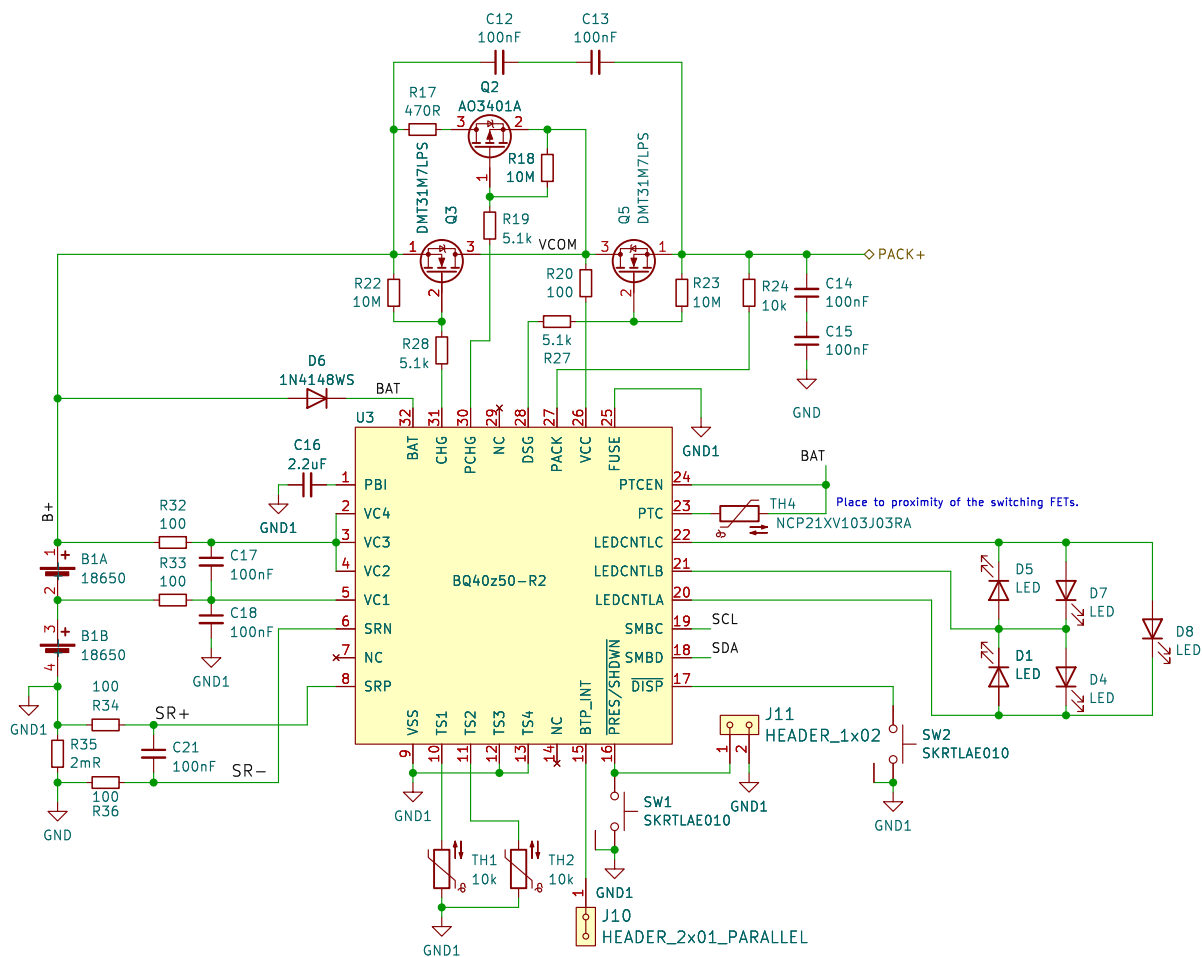 C12
100nF
C13
100nF
Q2
AO3401A
R17
470R
3
2
1
R18
10M
DMT31M7LPS
Q3
DMT31M7LPS
Q5
R19
5.1k
VCOM
1
3
2
3
1
2
PACK+
R22
10M
R20
100
R23
10M
R24
10k
C14
100nF
C15
100nF
GND
R28
5.1k
5.1k
R27
D6
1N4148WS
BAT
U3
32
31
30
29
28
27
26
25
BAT
CHG
PCHG
NC
DSG
PACK
VCC
FUSE
GND1
C16
2.2uF
GND1
BAT
B+
1 PBI
2 VC4
3 VC3
4 VC2
5 VC1
6 SRN
7 NC
8 SRP
BQ40z50-R2
PTCEN 24
PTC 23
LEDCNTLC 22
LEDCNTLB 21
LEDCNTLA 20
SMBC 19
SMBD 18
DISP 17
Place to proximity of the switching FETs.
TH4
NCP21XV103J03RA
SCL
SDA
R32
100
C17
100nF
R33
100
C18
100nF
GND1
1
+
B1A
18650
2
3
+
B1B
18650
4
GND1
100
R34
SR+
R35
2mR
C21
100nF
SR-
100
R36
GND
D5
LED
D7
LED
D8
LED
D1
LED
D4
LED
VSS
TS1
TS2
TS3
TS4
NC
BTP_INT
PRES/SHDWN
9
10
11
12
13
14
15
16
GND1
J11
HEADER_1x02
1
2
GND1
SW1
SKRTLAE010
GND1
SW2
SKRTLAE010
GND1
TH1
10k
TH2
10k
GND1
1
J10
HEADER_2x01_PARALLEL